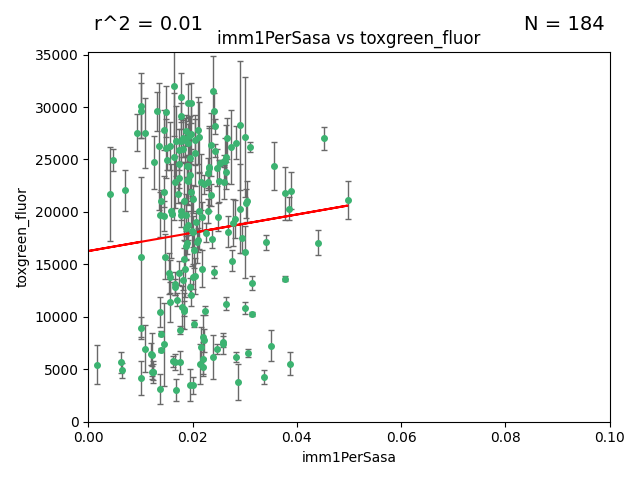 r^2 = 0.01
N = 184
imm1PerSasa vs toxgreen_fluor
35000
30000
25000
20000
15000
10000
5000
0
toxgreen_fluor
0.00
0.02
0.04
0.06
0.08
0.10
imm1PerSasa